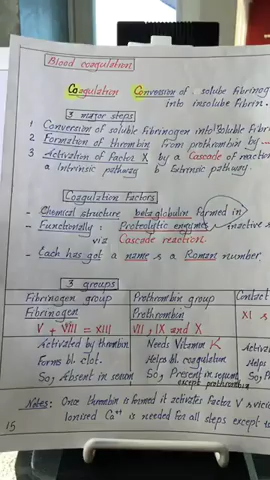 Blood coagulation
Coagulation Conversion of soluble Fibrinog
into insoluble Fibrin.
3 major steps
1 Conversion of soluble Fibrinogen into soluble Fibri
2 Formation of thrombin from prothrombin by
3 Activation of Factor X by a Cascade of reaction
a Intrinsic pathway b Extrinsic pathway.
Coagulation Factors
- Chemical structure beta globulin formed in
- Functionally: Proteolytic enzymes inactive s
via Cascade reaction
- Each has got a name & a Roman number
3 groups
Fibrinogen group Prothrombin group Contact
Fibrinogen Prothrombin XI
V + VIII = XIII VII, IX and X
Activated by thrombin Needs Vitamin K Activa
Forms bl. clot. Helps bl. coagulation Helps
So, Absent in serum So, Present in serum So, P
except prothrombin
Notes: Once thrombin is formed it activates Factor V
Ionised Ca++ is needed for all steps except
15